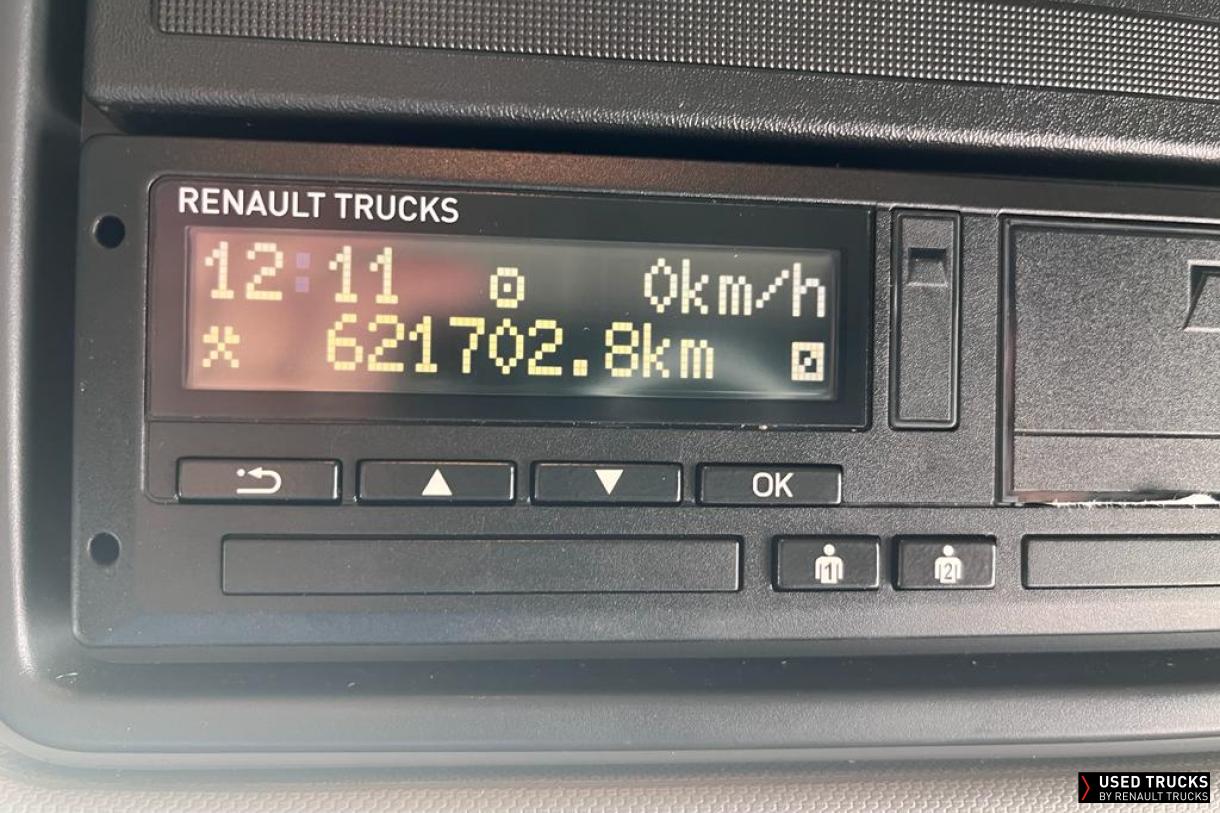 RENAULT TRUCKS
12:11 0km/h
621702.8km
OK
1 2
USED TRUCKS
BY RENAULT TRUCKS